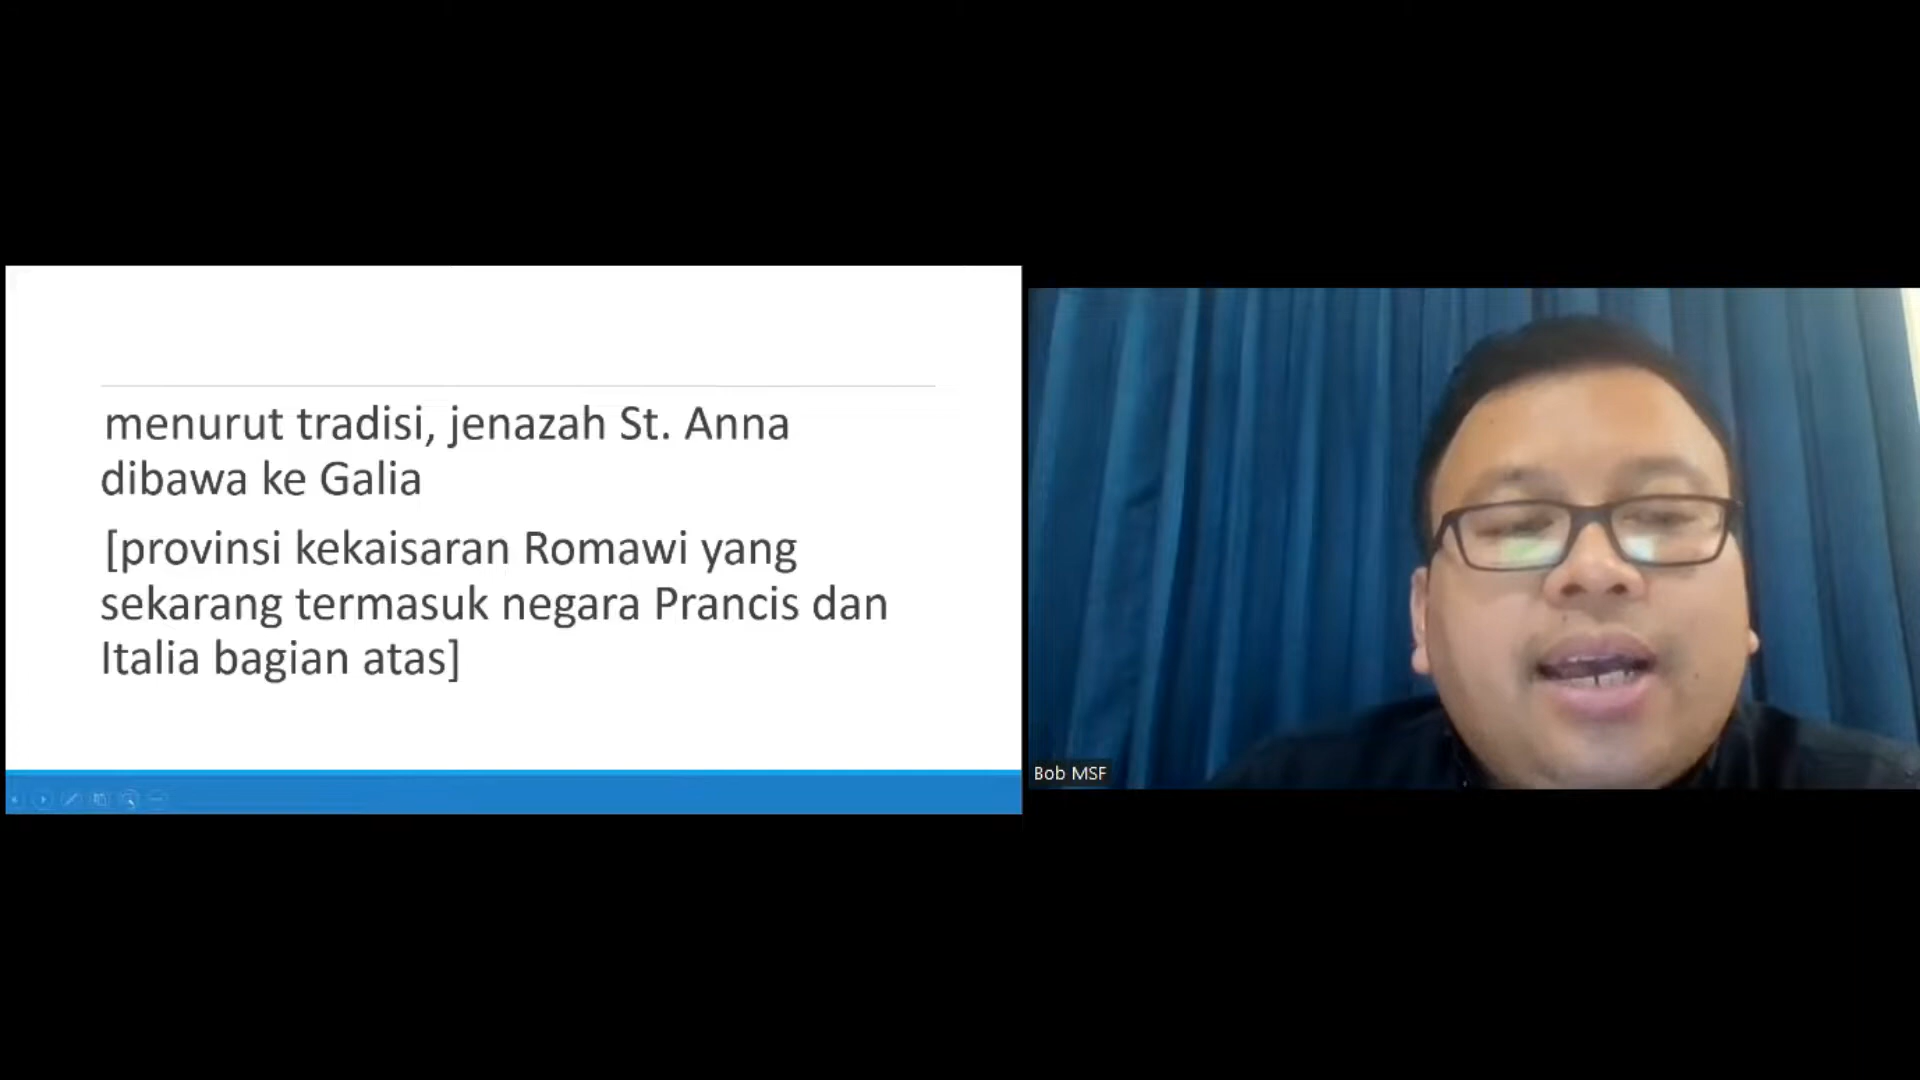 menurut tradisi, jenazah St. Anna
dibawa ke Galia
[provinsi kekaisaran Romawi yang
sekarang termasuk negara Prancis dan
Italia bagian atas]
Bob MSF